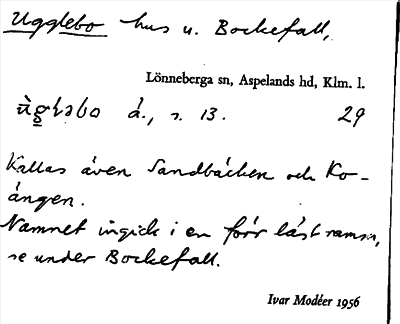 Ugglebo hus u. Bockefall,
Lönneberga sn, Aspelands hd, Klm. l.
á., s. 13. 29
Kallas även Sandbäcken och Ko-
ängen.
Namnet ingick i en förr läst ramsa,
se under Bockefall.
Ivar Modéer 1956